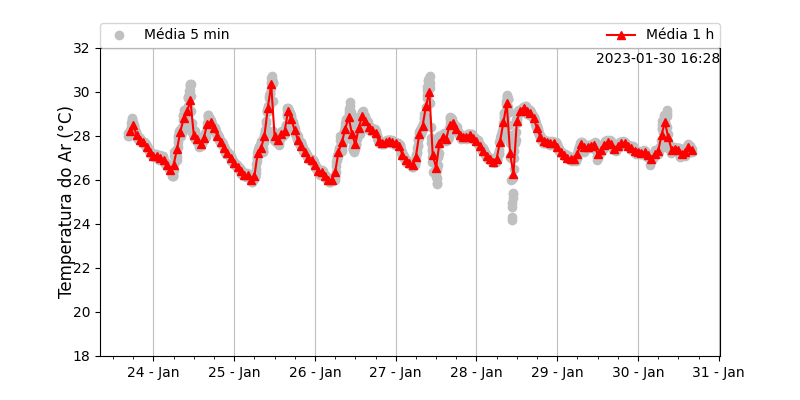 Média 5 min
Média 1 h
2023-01-30 16:28
Temperatura do Ar (°C)
32
30
28
26
24
22
20
18
24 - Jan
25 - Jan
26 - Jan
27 - Jan
28 - Jan
29 - Jan
30 - Jan
31 - Jan